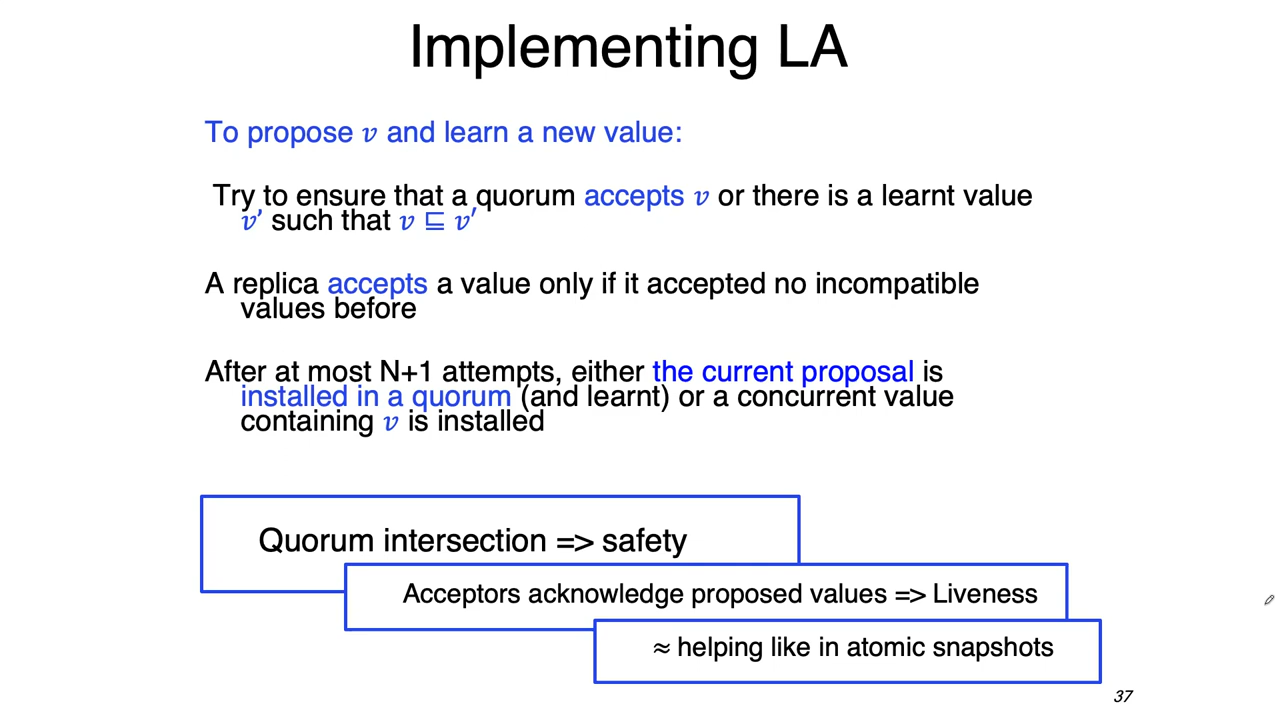 Implementing LA
To propose v and learn a new value:
Try to ensure that a quorum accepts v or there is a learnt value
v’ such that v ⊑ v′
A replica accepts a value only if it accepted no incompatible
values before
After at most N+1 attempts, either the current proposal is
installed in a quorum (and learnt) or a concurrent value
containing v is installed
Quorum intersection => safety
Acceptors acknowledge proposed values => Liveness
≈ helping like in atomic snapshots
37